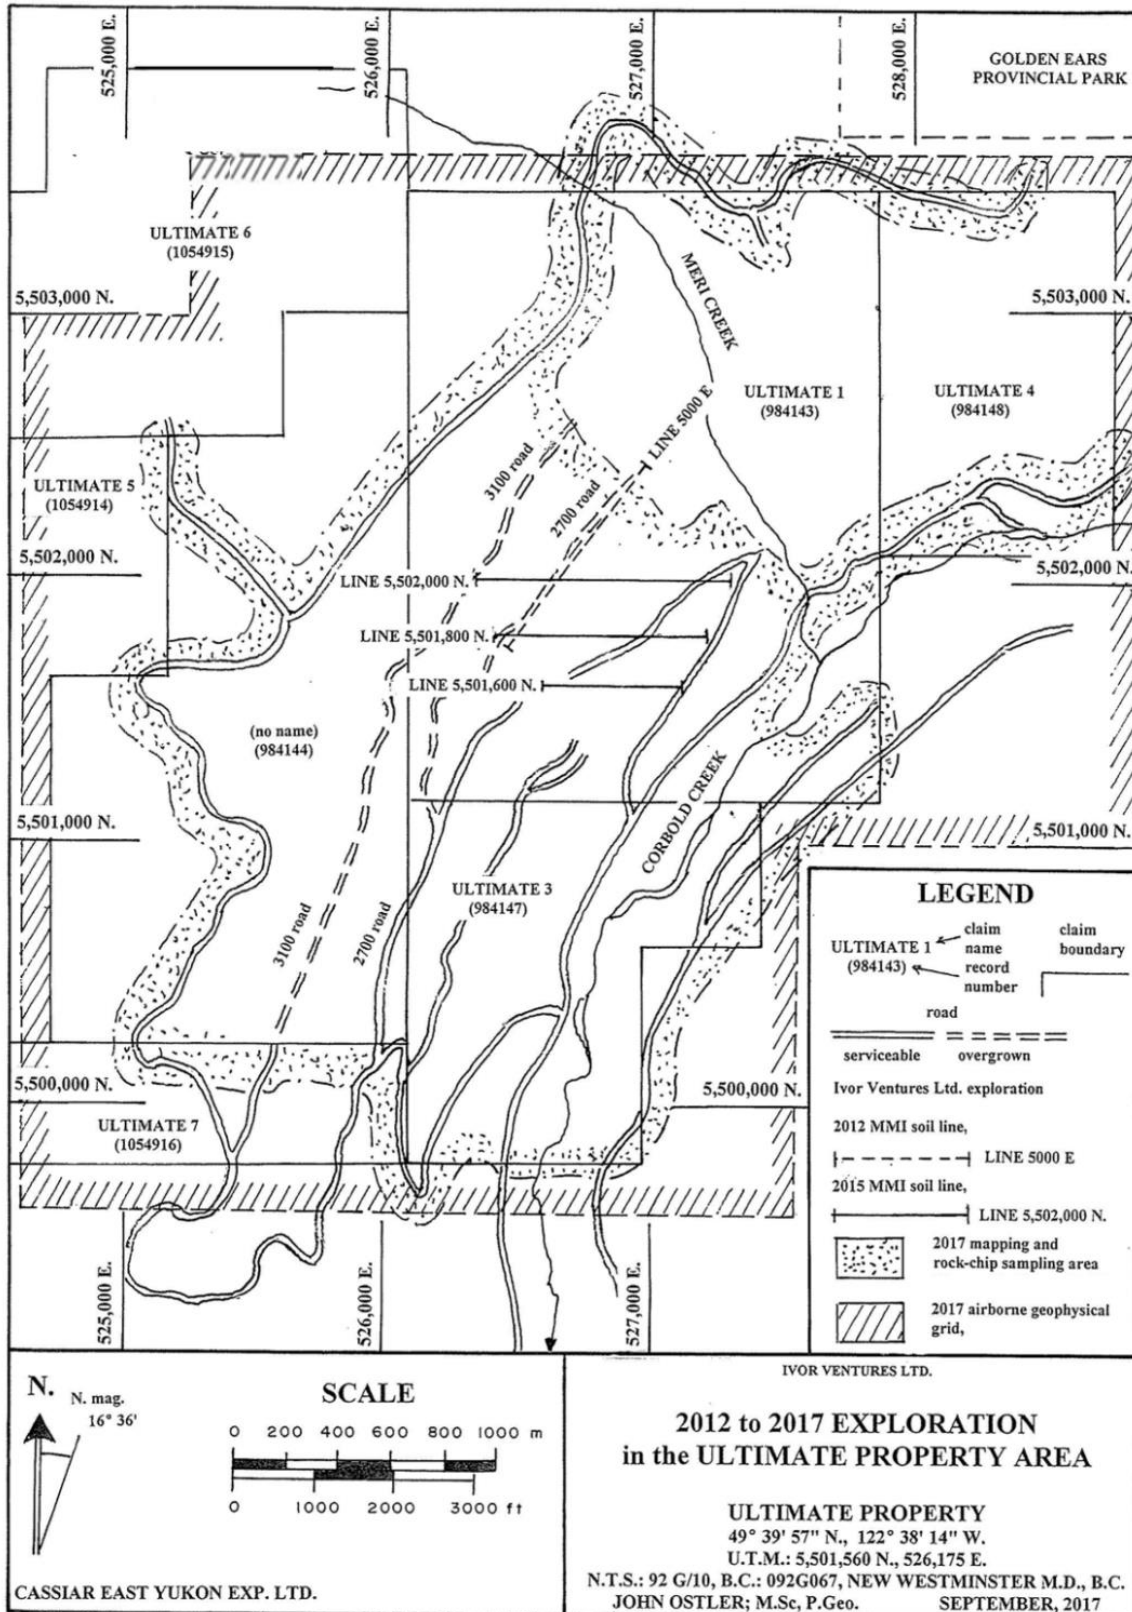 525,000 E.
526,000 E.
527,000 E.
528,000 E.
GOLDEN EARS
PROVINCIAL PARK
ULTIMATE 6
(1054915)
5,503,000 N.
5,503,000 N.
MERI CREEK
ULTIMATE 1
(984143)
ULTIMATE 4
(984148)
LINE 5000 E
3100 road
2700 road
ULTIMATE 5
(1054914)
5,502,000 N.
5,502,000 N.
LINE 5,502,000 N.
LINE 5,501,800 N.
LINE 5,501,600 N.
(no name)
(984144)
CORBOLD CREEK
5,501,000 N.
5,501,000 N.
ULTIMATE 3
(984147)
3100 road
2700 road
5,500,000 N.
5,500,000 N.
ULTIMATE 7
(1054916)
525,000 E.
526,000 E.
527,000 E.
LEGEND
ULTIMATE 1
(984143)
claim
name
record
number
claim
boundary
road
serviceable overgrown
Ivor Ventures Ltd. exploration
2012 MMI soil line,
LINE 5000 E
2015 MMI soil line,
LINE 5,502,000 N.
2017 mapping and
rock-chip sampling area
2017 airborne geophysical
grid,
N.
N. mag.
16° 36'
SCALE
0 200 400 600 800 1000 m
0 1000 2000 3000 ft
CASSIAR EAST YUKON EXP. LTD.
IVOR VENTURES LTD.
2012 to 2017 EXPLORATION
in the ULTIMATE PROPERTY AREA
ULTIMATE PROPERTY
49° 39' 57" N., 122° 38' 14" W.
U.T.M.: 5,501,560 N., 526,175 E.
N.T.S.: 92 G/10, B.C.: 092G067, NEW WESTMINSTER M.D., B.C.
JOHN OSTLER; M.Sc, P.Geo. SEPTEMBER, 2017